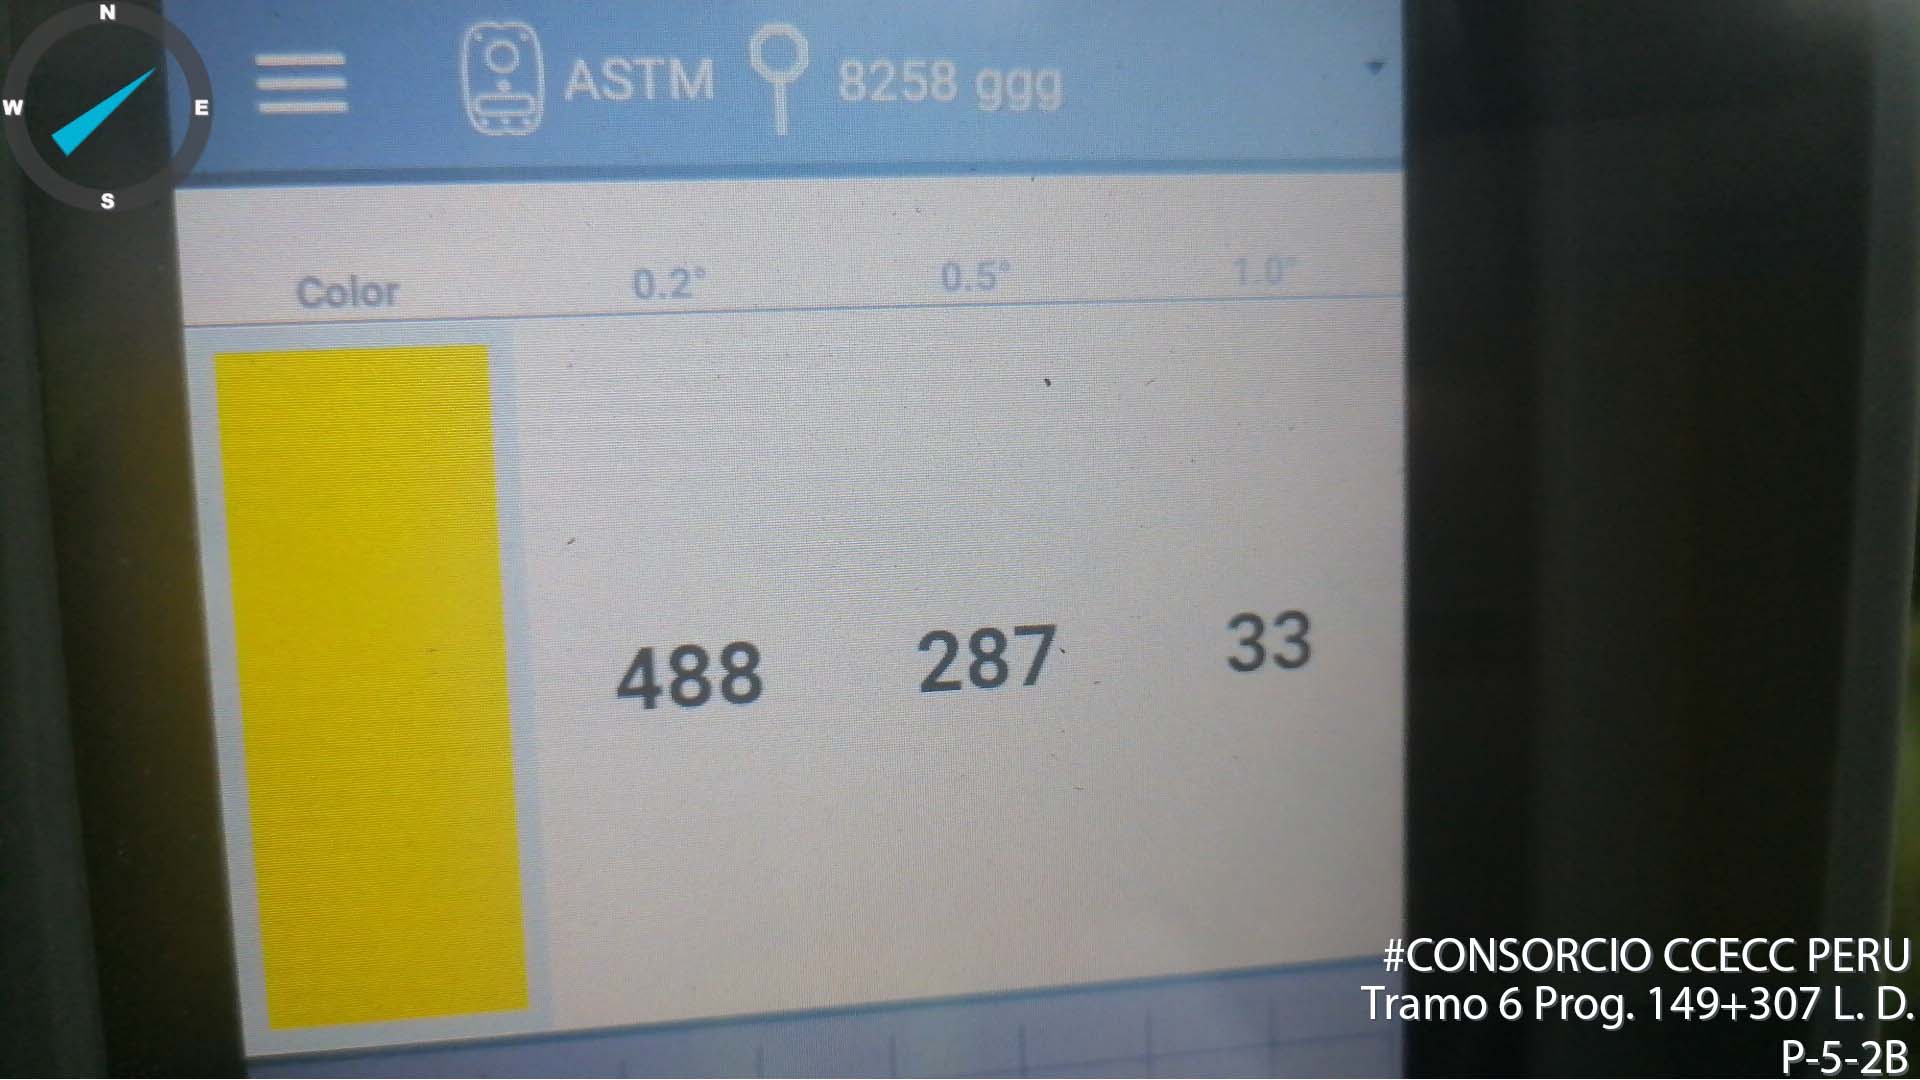 N
W
E
S
ASTM 8258 ggg
Color 0.2° 0.5° 1.0°
488 287 33
#CONSORCIO CCECC PERU
Tramo 6 Prog. 149+307 L. D.
P-5-2B